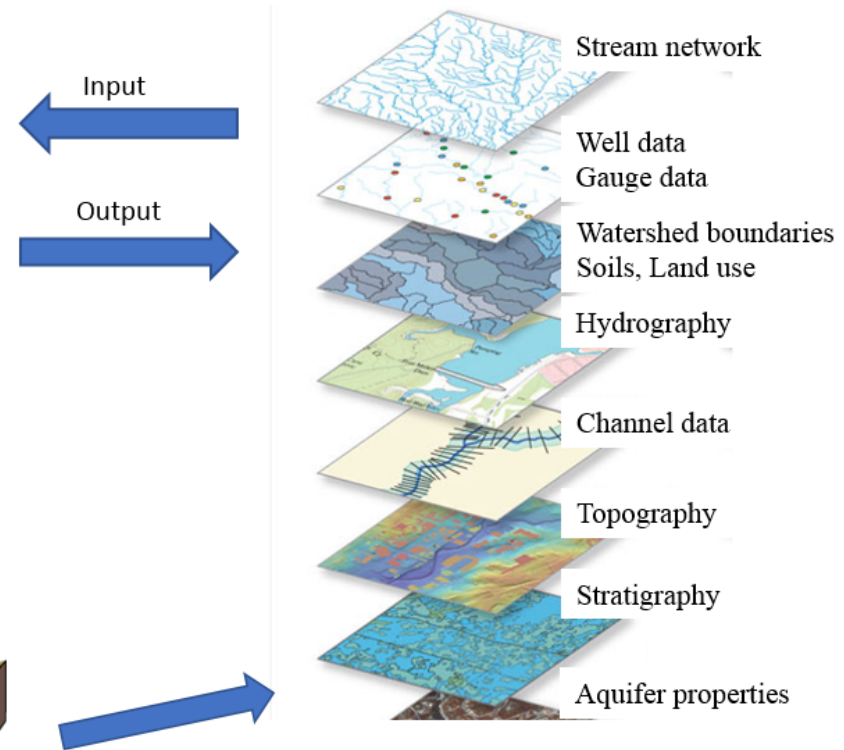 Stream network
Input
Well data
Gauge data
Output
Watershed boundaries
Soils, Land use
Hydrography
Channel data
Topography
Stratigraphy
Aquifer properties